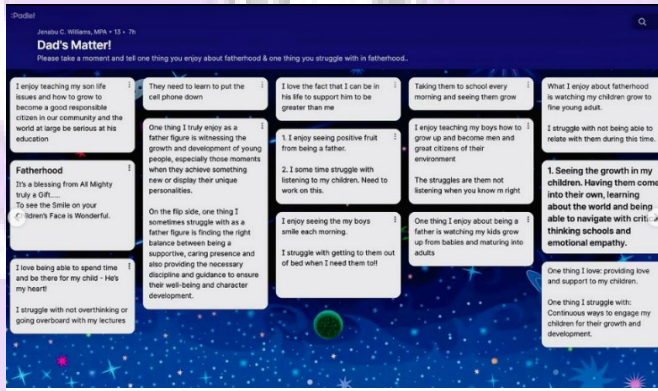 :Padlet
Jenabu C. Williams, MPA • 13 • 7h
Dad's Matter!
Please take a moment and tell one thing you enjoy about fatherhood & one thing you struggle with in fatherhood..
I enjoy teaching my son life
issues and how to grow to
become a good responsible
citizen in our community and the
world at large be serious at his
education
Fatherhood
It's a blessing from All Mighty
truly a Gift.....
To see the Smile on your
Children's Face is Wonderful.
I love being able to spend time
and be there for my child - He's
my heart!
I struggle with not overthinking or
going overboard with my lectures
They need to learn to put the
cell phone down
One thing I truly enjoy as a
father figure is witnessing the
growth and development of young
people, especially those moments
when they achieve something
new or display their unique
personalities.
On the flip side, one thing I
sometimes struggle with as a
father figure is finding the right
balance between being a
supportive, caring presence and
also providing the necessary
discipline and guidance to ensure
their well-being and character
development.
I love the fact that I can be in
his life to support him to be
greater than me
1. I enjoy seeing positive fruit
from being a father.
2. I some time struggle with
listening to my children. Need to
work on this.
I enjoy seeing the my boys
smile each morning.
I struggle with getting to them out
of bed when I need them to!!
Taking them to school every
morning and seeing them grow
I enjoy teaching my boys how to
grow up and become men and
great citizens of their
environment
The struggles are them not
listening when you know m right
One thing I enjoy about being a
father is watching my kids grow
up from babies and maturing into
adults
What I enjoy about fatherhood
is watching my children grow to
fine young adult.
I struggle with not being able to
relate with them during this time.
1. Seeing the growth in my
children. Having them come
into their own, learning
about the world and being
able to navigate with critic
thinking schools and
emotional empathy.
One thing I love: providing love
and support to my children.
One thing I struggle with:
Continuous ways to engage my
children for their growth and
development.